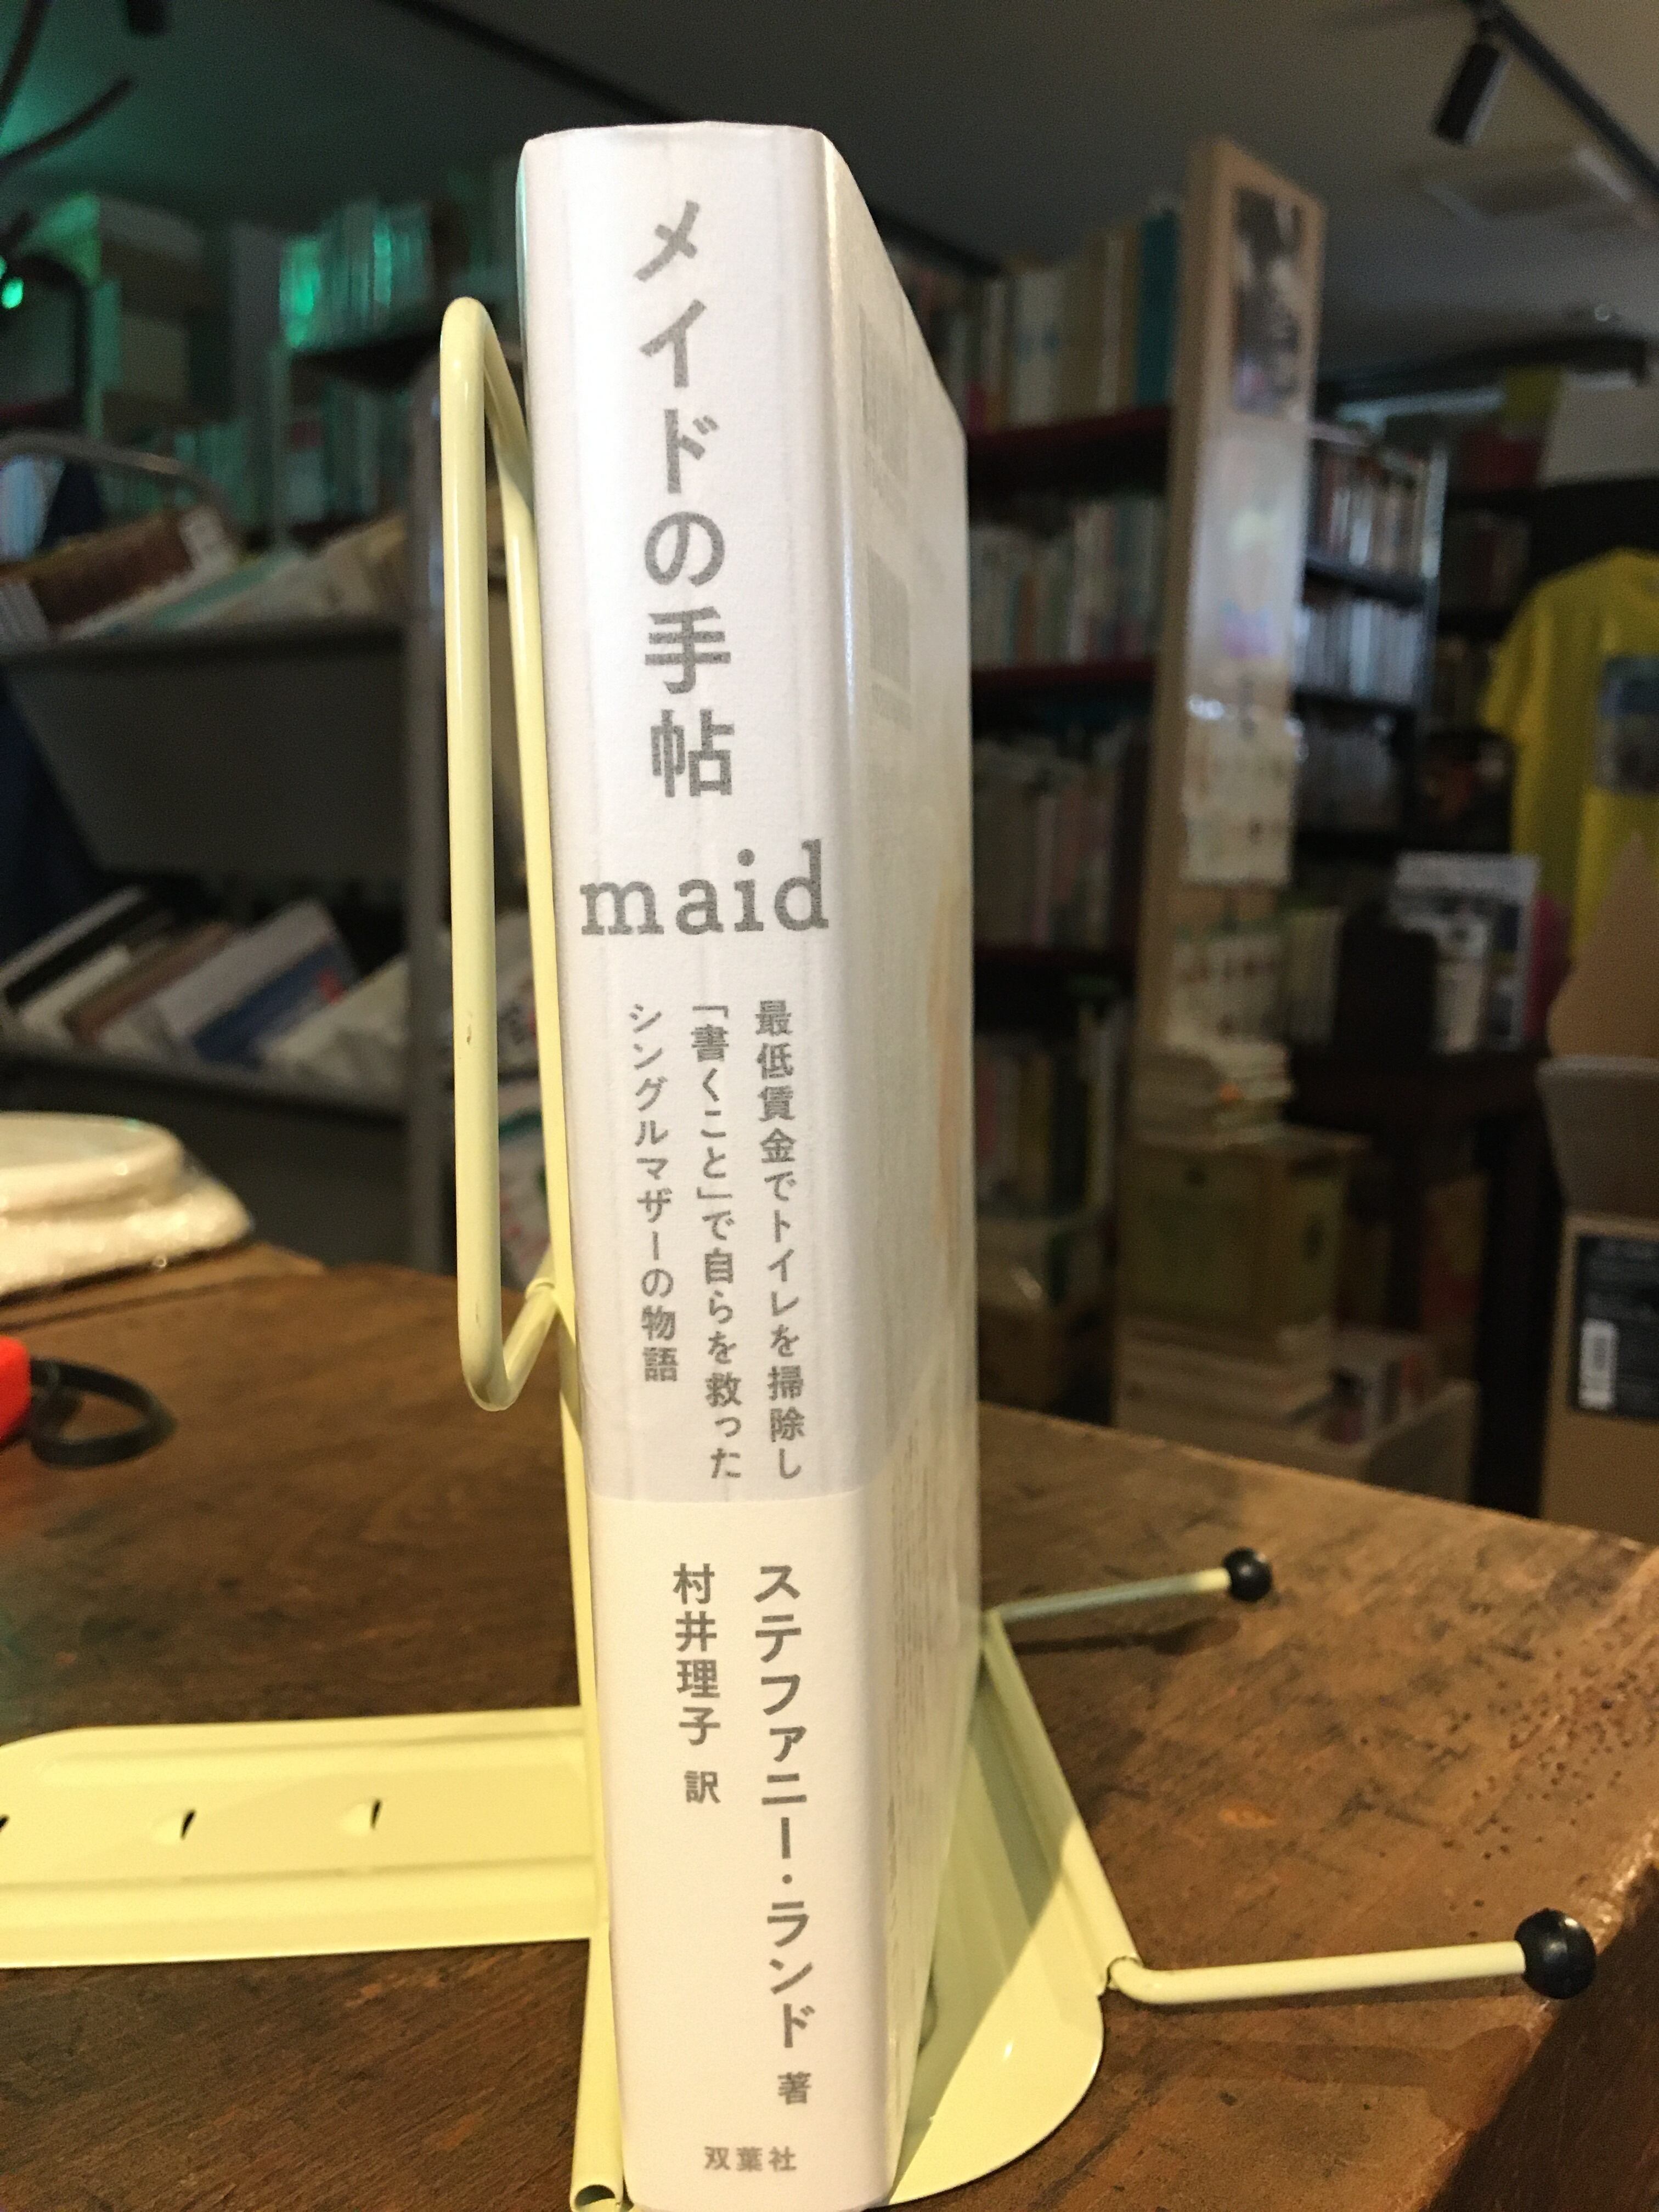 メイドの手帖
maid
最低賃金でトイレを掃除し
「書くこと」で自らを救った
シングルマザーの物語
ステファニー・ランド 著
村井理子 訳
双葉社